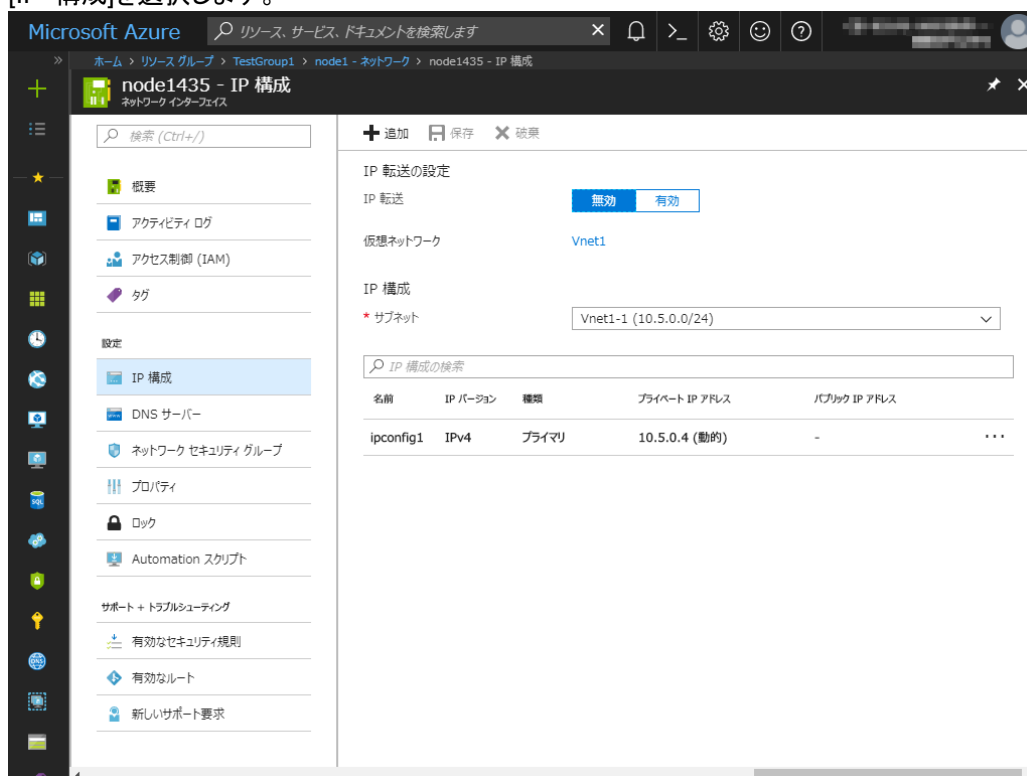 [IP 構成]を選択します。
Microsoft Azure
リソース、サービス、ドキュメントを検索します
ホーム > リソース グループ > TestGroup1 > node1 - ネットワーク > node1435 - IP 構成
node1435 - IP 構成
ネットワーク インターフェイス
検索 (Ctrl+/)
概要
アクティビティ ログ
アクセス制御 (IAM)
タグ
設定
IP 構成
DNS サーバー
ネットワーク セキュリティ グループ
プロパティ
ロック
Automation スクリプト
サポート + トラブルシューティング
有効なセキュリティ規則
有効なルート
新しいサポート要求
追加 保存 破棄
IP 転送の設定
IP 転送 無効 有効
仮想ネットワーク Vnet1
IP 構成
* サブネット Vnet1-1 (10.5.0.0/24)
IP 構成の検索
名前 IP バージョン 種類 プライベート IP アドレス パブリック IP アドレス
ipconfig1 IPv4 プライマリ 10.5.0.4 (動的) -